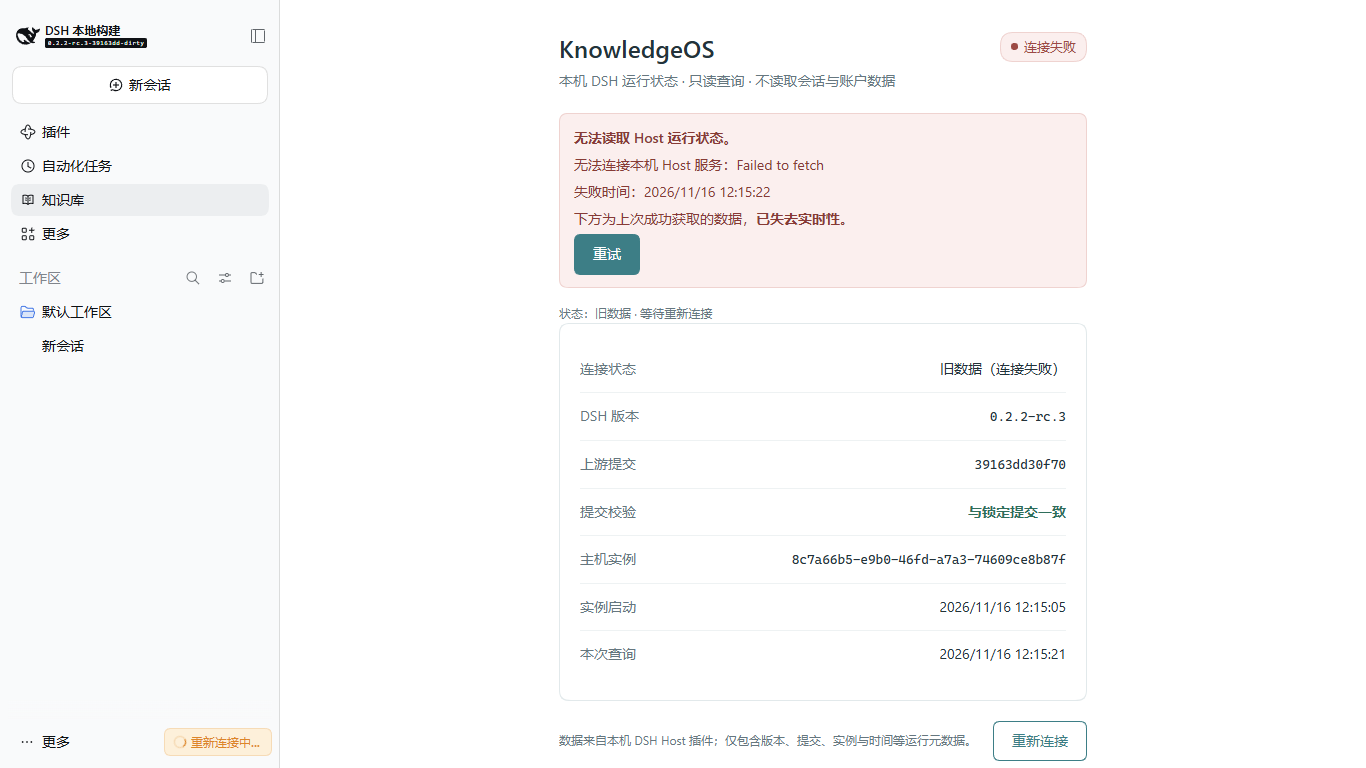 DSH 本地构建
0.2.2-rc.3-39163dd-dirty
新会话
插件
自动化任务
知识库
更多
工作区
默认工作区
新会话
更多
重新连接中...
KnowledgeOS
连接失败
本机 DSH 运行状态 · 只读查询 · 不读取会话与账户数据
无法读取 Host 运行状态。
无法连接本机 Host 服务：Failed to fetch
失败时间：2026/11/16 12:15:22
下方为上次成功获取的数据，已失去实时性。
重试
状态：旧数据 · 等待重新连接
连接状态 旧数据（连接失败）
DSH 版本 0.2.2-rc.3
上游提交 39163dd30f70
提交校验 与锁定提交一致
主机实例 8c7a66b5-e9b0-46fd-a7a3-74609ce8b87f
实例启动 2026/11/16 12:15:05
本次查询 2026/11/16 12:15:21
数据来自本机 DSH Host 插件；仅包含版本、提交、实例与时间等运行元数据。
重新连接